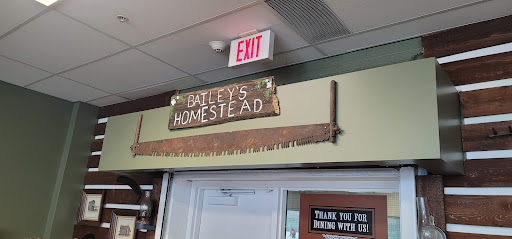 EXIT
BAILEY'S
HOMESTEAD
THANK YOU FOR
DINING WITH US!